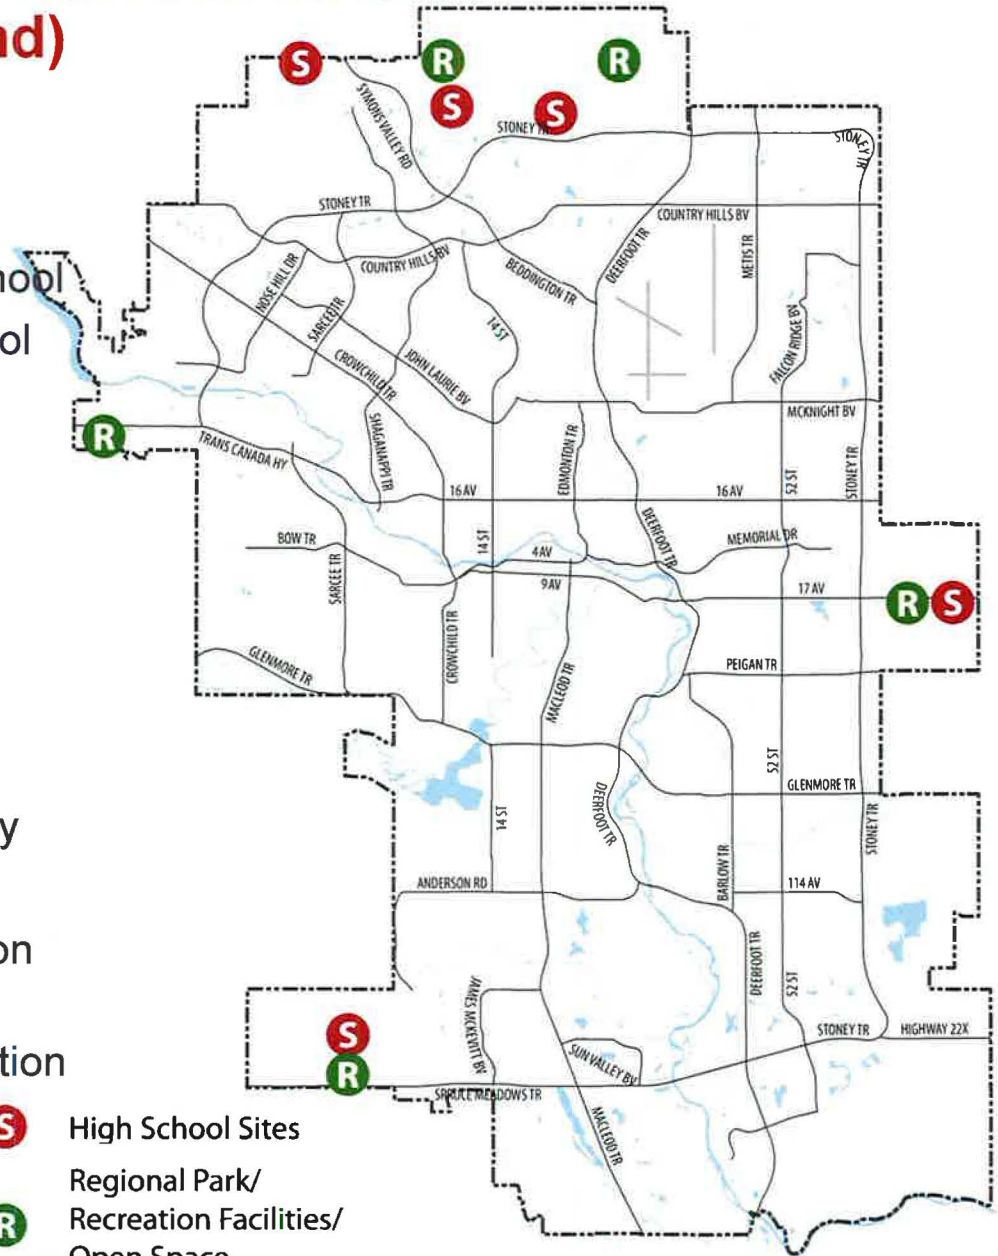 nd)
S
R
R
S
S
SYMONS VALLEY RD
STONEY TR
STONEY TR
STONEY TR
COUNTRY HILLS BV
COUNTRY HILLS BV
NOSE HILL DR
SARCEE TR
BEDDINGTON TR
DEERFOOT TR
METIS TR
hool
ol
14 ST
CROWCHILD TR
JOHN LAURIE BV
FALCON RIDGE BV
MCKNIGHT BV
R
TRANS CANADA HY
SHAGANAPPI TR
EDMONTON TR
52 ST
STONEY TR
16 AV
16 AV
DEERFOOT TR
BOW TR
14 ST
4 AV
MEMORIAL DR
SARCEE TR
9 AV
17 AV
R S
CROWCHILD TR
GLENMORE TR
MACLEOD TR
PEIGAN TR
52 ST
GLENMORE TR
14 ST
DEERFOOT TR
STONEY TR
y
BARLOW TR
ANDERSON RD
114 AV
on
DEERFOOT TR
52 ST
JAMES MCKEVITT BV
S
STONEY TR
HIGHWAY 22X
tion
R
SUN VALLEY BV
SPRUCE MEADOWS TR
MACLEOD TR
S High School Sites
Regional Park/
R Recreation Facilities/
Open Space